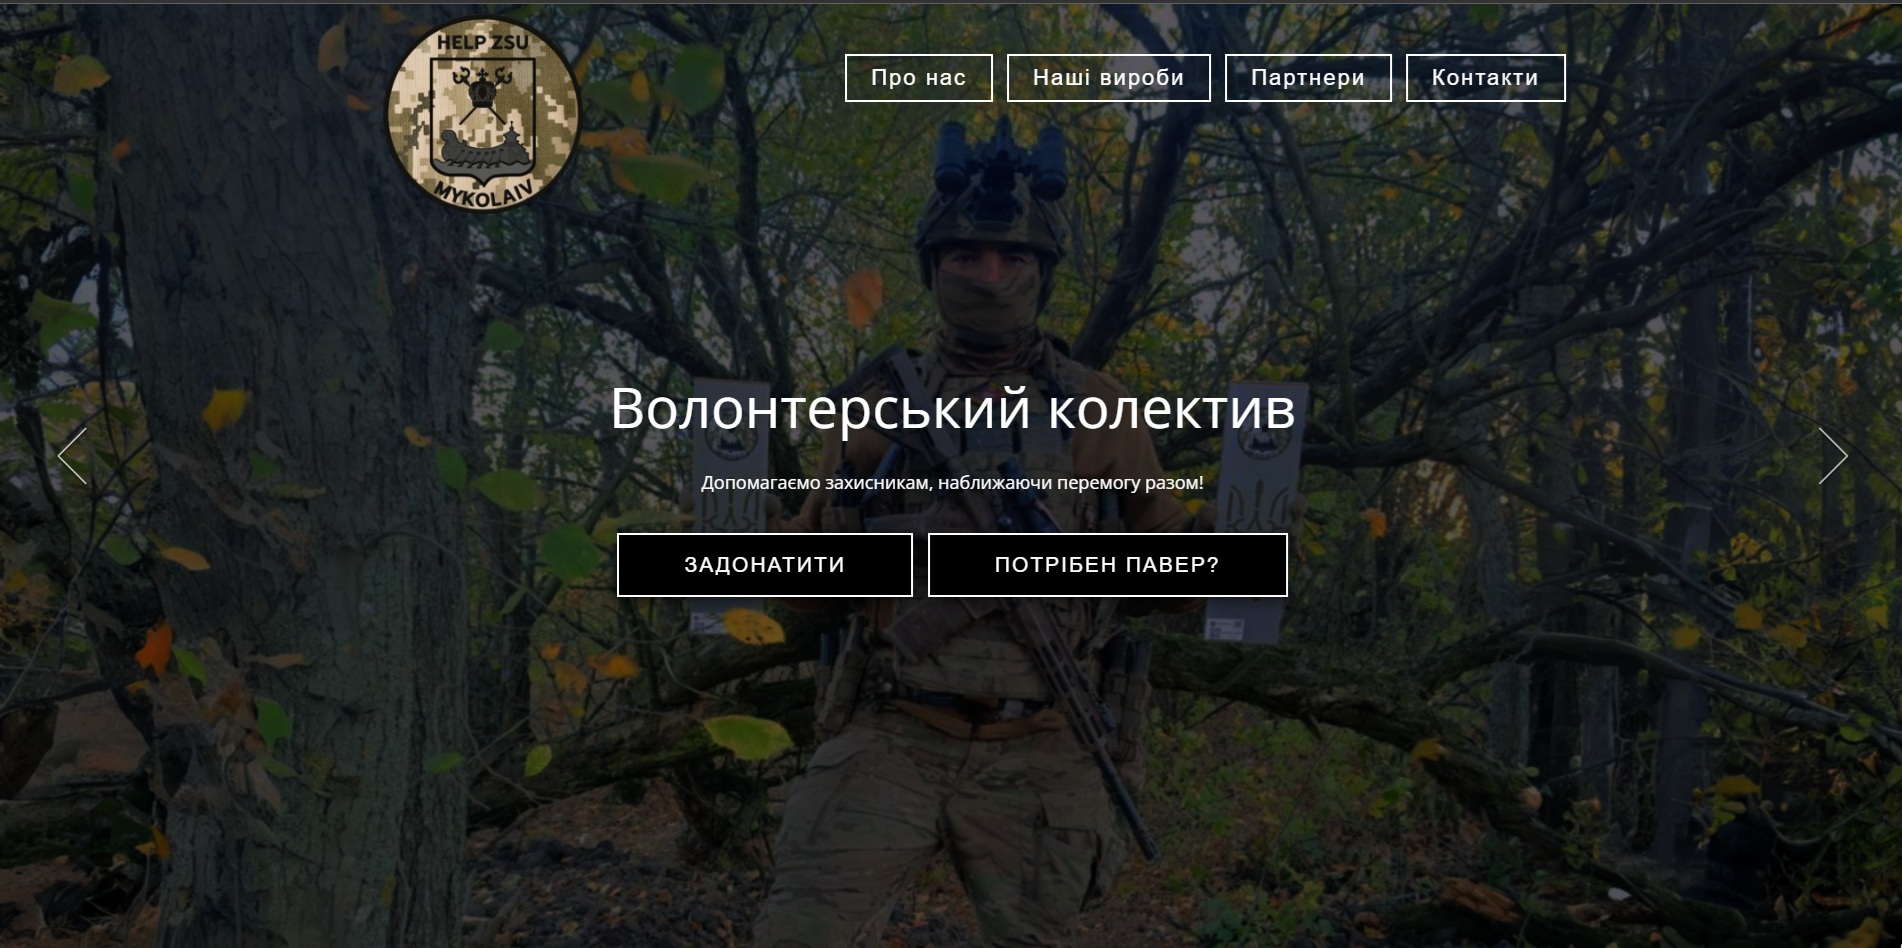 HELP ZSU
MYKOLAIV
Про нас
Наші вироби
Партнери
Контакти
Волонтерський колектив
Допомагаємо захисникам, наближаючи перемогу разом!
ЗАДОНАТИТИ
ПОТРІБЕН ПАВЕР?